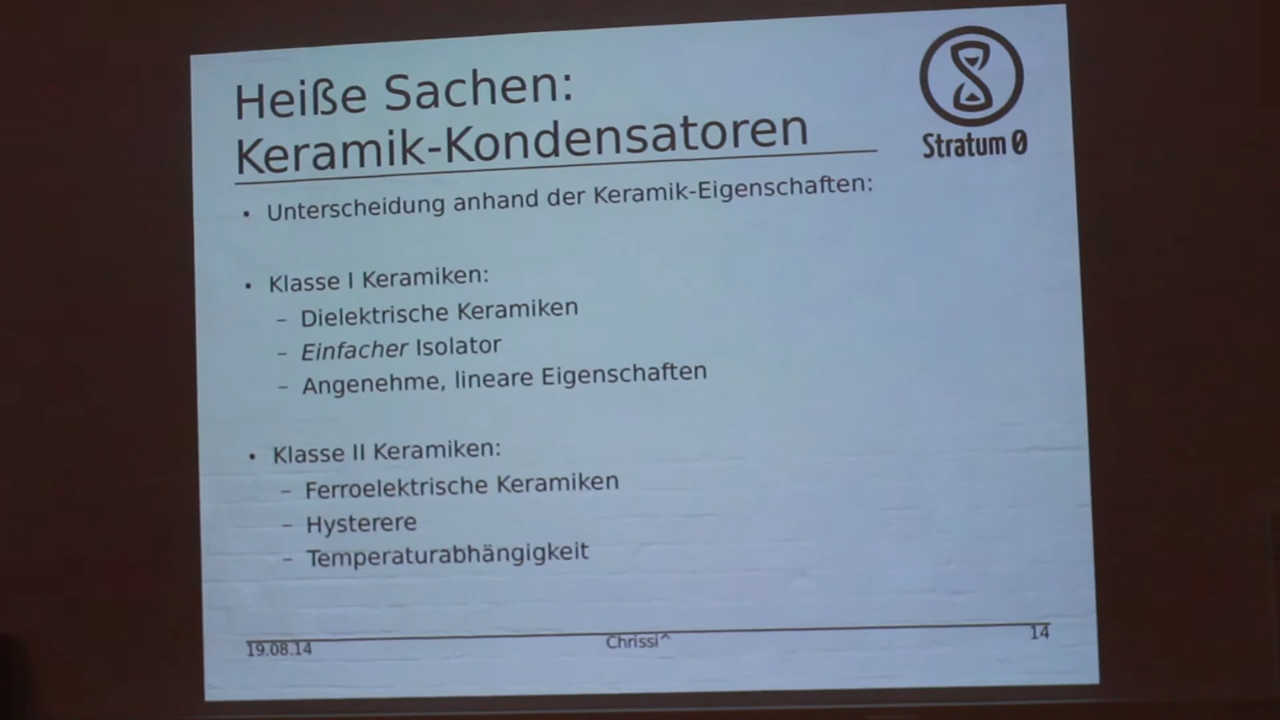 Heiße Sachen:
Keramik-Kondensatoren
Stratum 0
• Unterscheidung anhand der Keramik-Eigenschaften:
• Klasse I Keramiken:
– Dielektrische Keramiken
– Einfacher Isolator
– Angenehme, lineare Eigenschaften
• Klasse II Keramiken:
– Ferroelektrische Keramiken
– Hysterere
– Temperaturabhängigkeit
19.08.14
Chrissi^
14